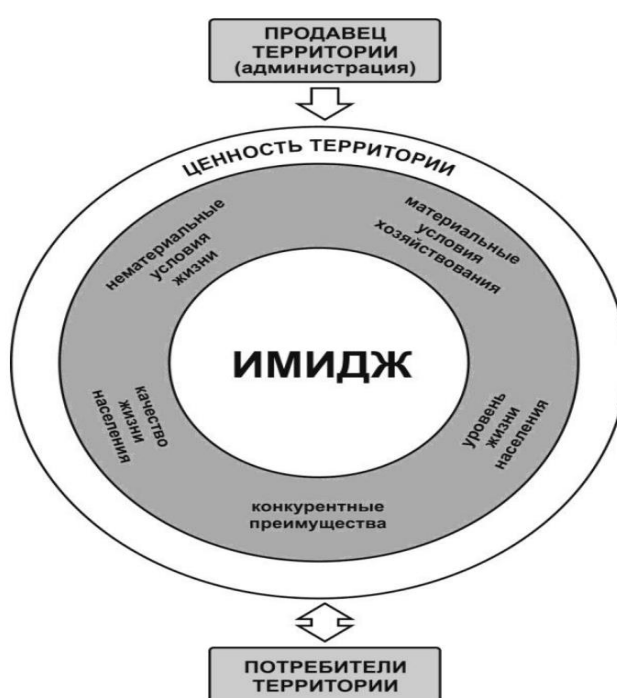 ПРОДАВЕЦ
ТЕРРИТОРИИ
(администрация)
ЦЕННОСТЬ ТЕРРИТОРИИ
нематериальные
условия
жизни
материальные
условия
хозяйствования
ИМИДЖ
качество
жизни
населения
уровень
жизни
населения
конкурентные
преимущества
ПОТРЕБИТЕЛИ
ТЕРРИТОРИИ